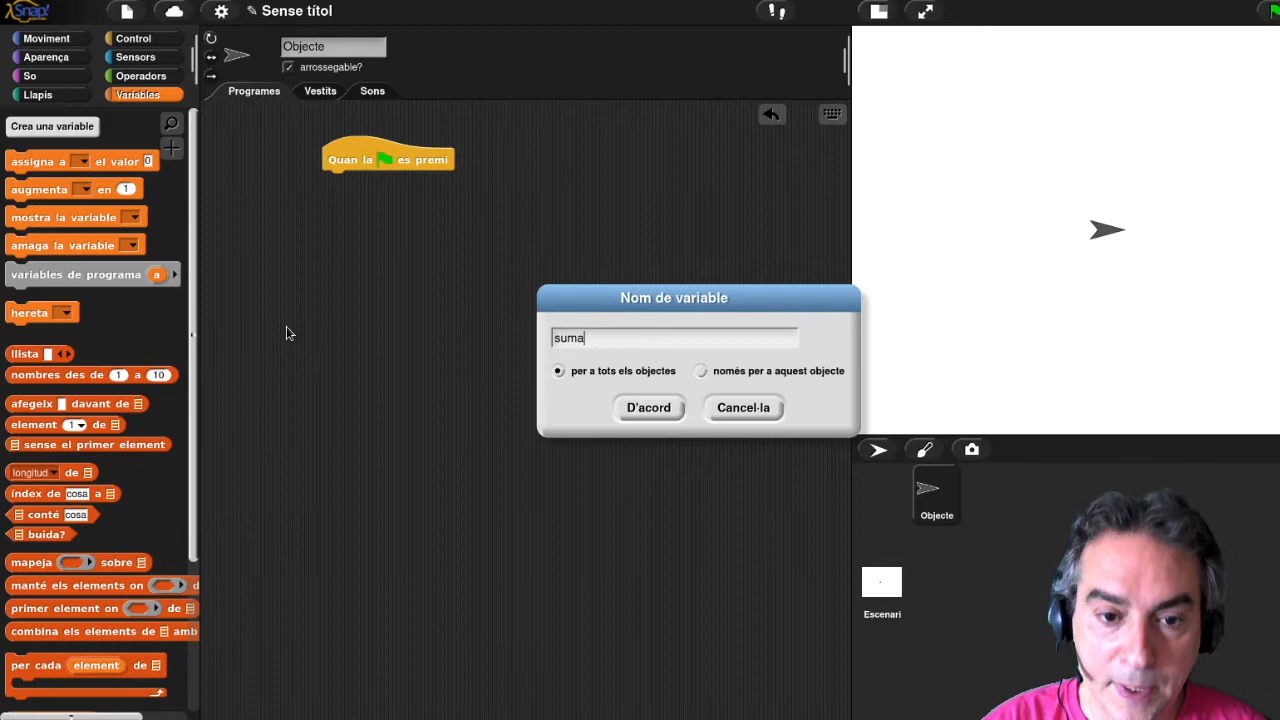 Snap!
Sense títol
Moviment
Control
Aparença
Sensors
So
Operadors
Llapis
Variables
Objecte
arrossegable?
Programes
Vestits
Sons
Crea una variable
assigna a el valor 0
augmenta en 1
mostra la variable
amaga la variable
variables de programa a
hereta
llista
nombres des de 1 a 10
afegeix davant de
element 1 de
sense el primer element
longitud de
índex de cosa a
conté cosa
buida?
mapeja sobre
manté els elements on d
primer element on de
combina els elements de amb
per cada element de
Quan la es premi
Nom de variable
suma
per a tots els objectes
només per a aquest objecte
D'acord
Cancel·la
Objecte
Escenari